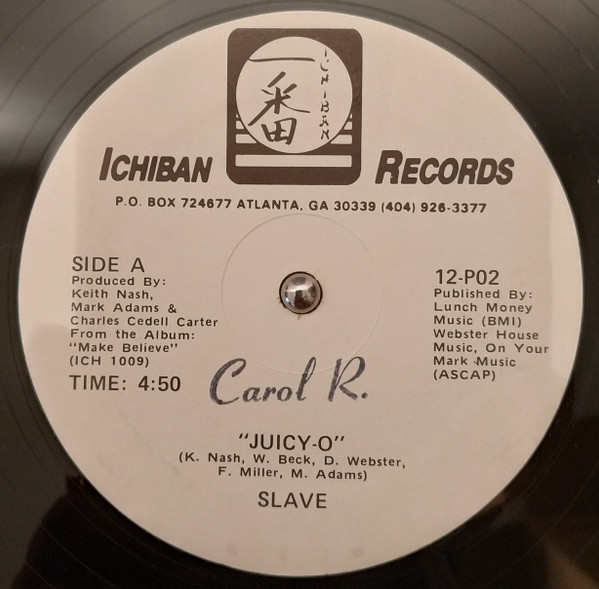 一番
ICHIBAN
ICHIBAN RECORDS
P.O. BOX 724677 ATLANTA, GA 30339 (404) 926-3377
SIDE A
Produced By:
Keith Nash,
Mark Adams &
Charles Cedell Carter
From the Album:
"Make Believe"
(ICH 1009)
TIME: 4:50
12-P02
Published By:
Lunch Money
Music (BMI)
Webster House
Music, On Your
Mark Music
(ASCAP)
Carol R.
"JUICY-O"
(K. Nash, W. Beck, D. Webster,
F. Miller, M. Adams)
SLAVE